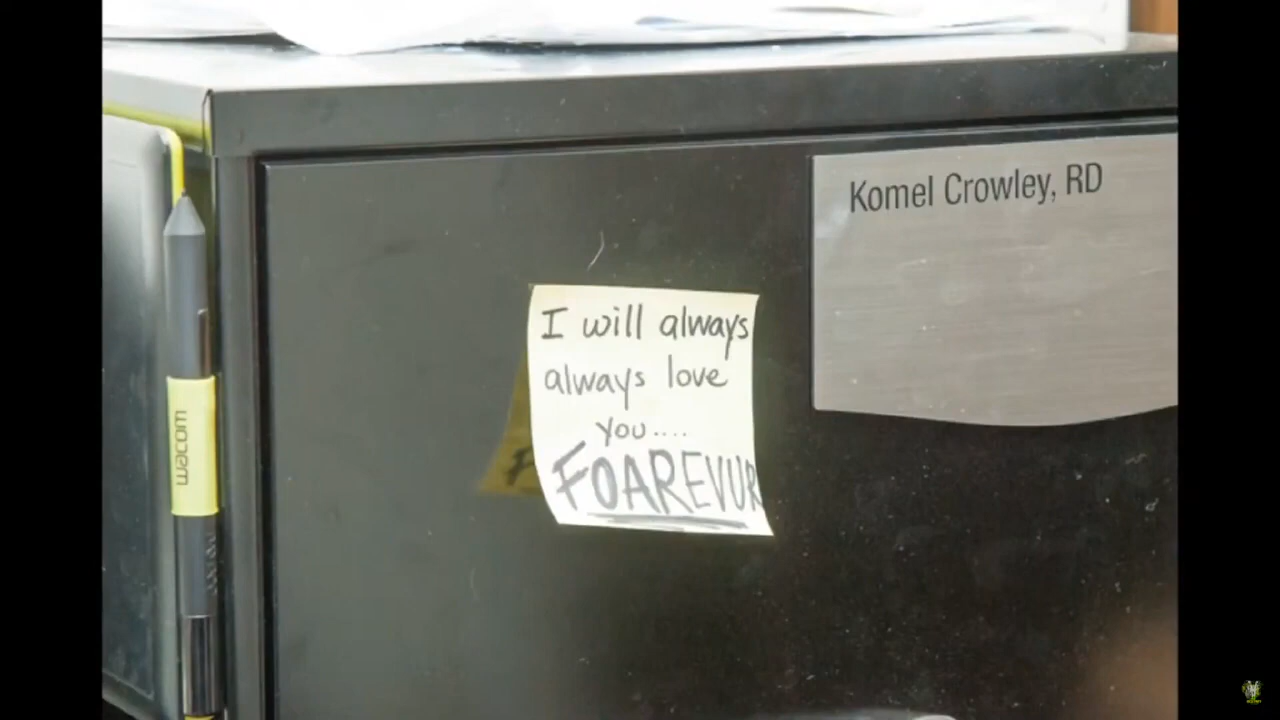 Komel Crowley, RD
I will always
always love
you....
FOAREVUR
wacom